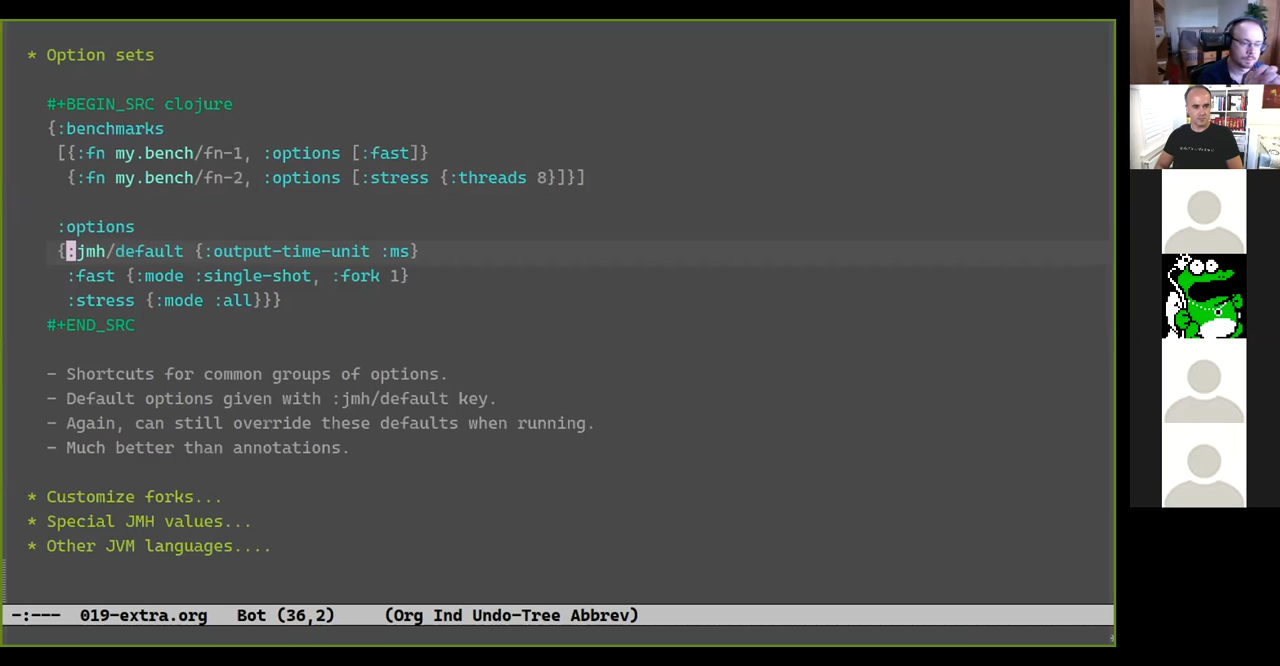 * Option sets
#+BEGIN_SRC clojure
{:benchmarks
[{:fn my.bench/fn-1, :options [:fast]}
{:fn my.bench/fn-2, :options [:stress {:threads 8}]}]
:options
{:jmh/default {:output-time-unit :ms}
:fast {:mode :single-shot, :fork 1}
:stress {:mode :all}}}
#+END_SRC
- Shortcuts for common groups of options.
- Default options given with :jmh/default key.
- Again, can still override these defaults when running.
- Much better than annotations.
* Customize forks...
* Special JMH values...
* Other JVM languages....
-:--- 019-extra.org Bot (36,2) (Org Ind Undo-Tree Abbrev)